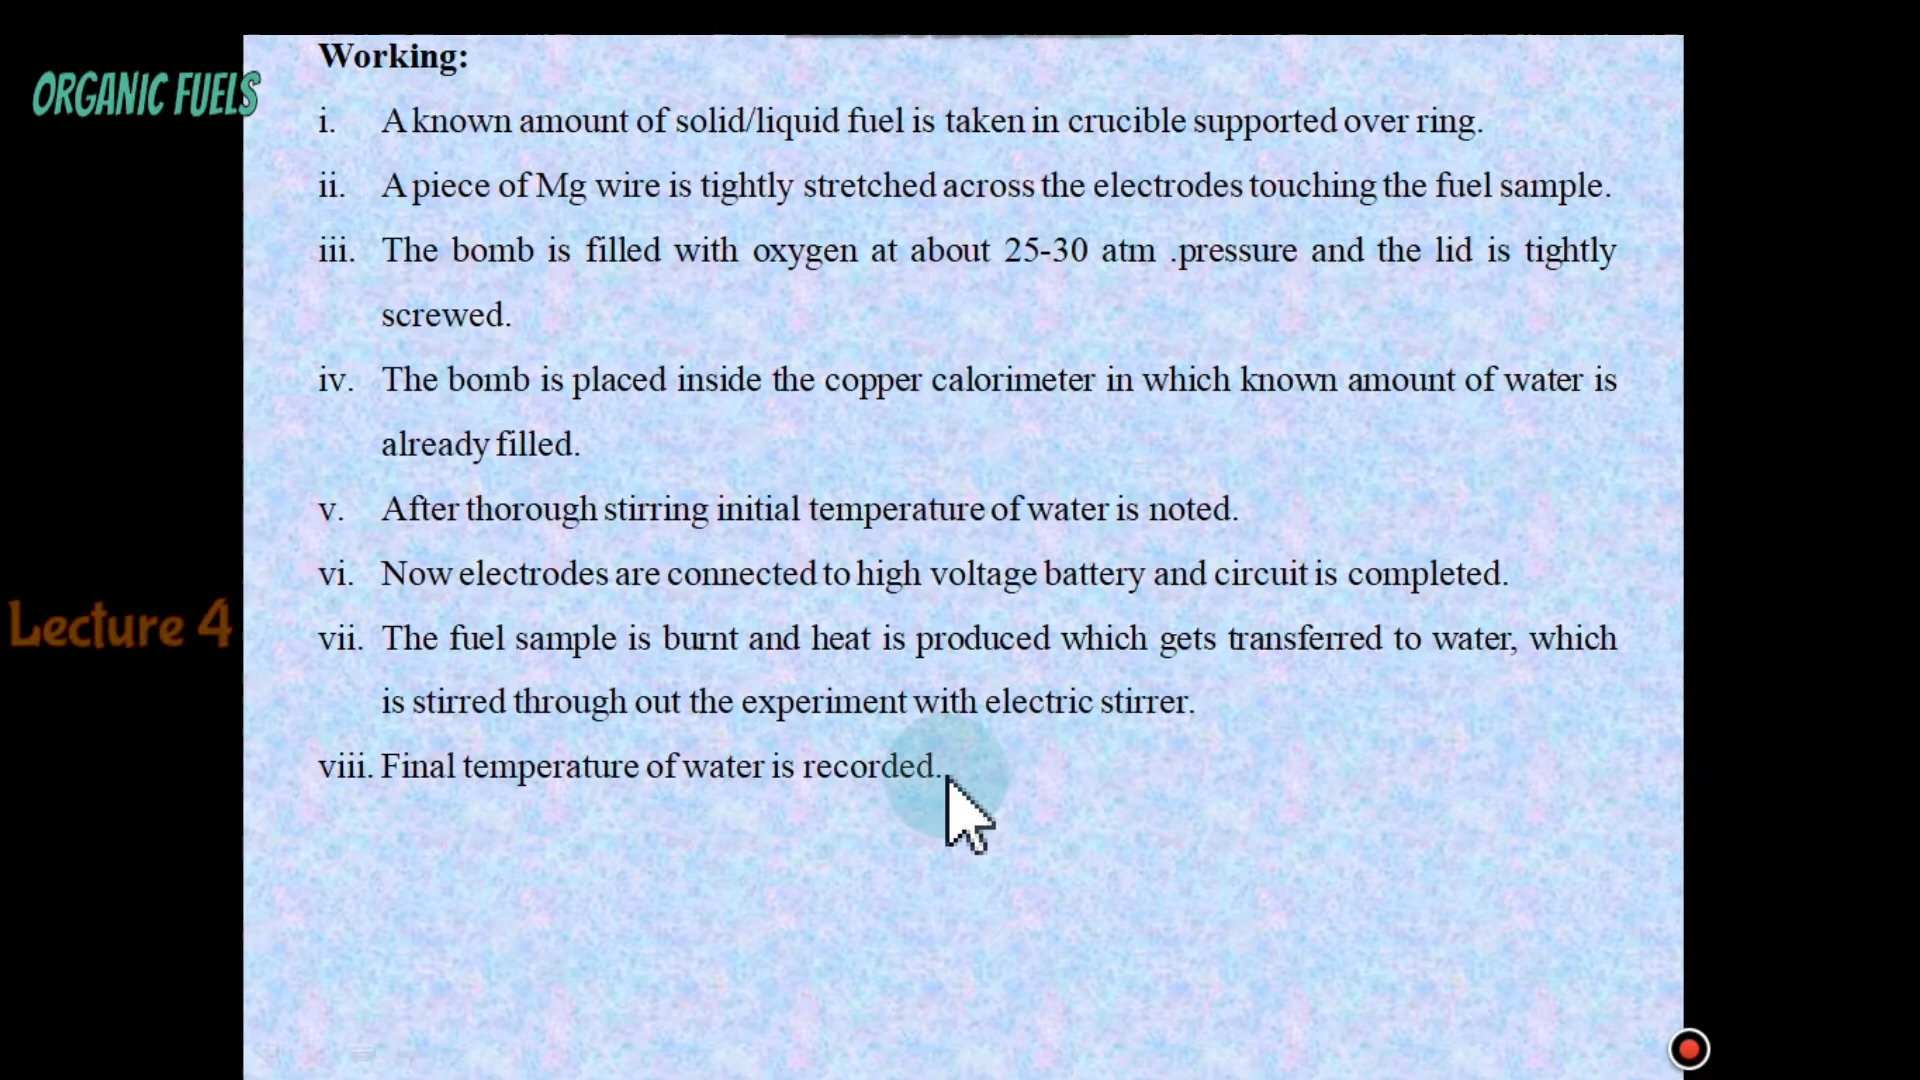 Working:
ORGANIC FUELS
i. A known amount of solid/liquid fuel is taken in crucible supported over ring.
ii. A piece of Mg wire is tightly stretched across the electrodes touching the fuel sample.
iii. The bomb is filled with oxygen at about 25-30 atm .pressure and the lid is tightly
screwed.
iv. The bomb is placed inside the copper calorimeter in which known amount of water is
already filled.
v. After thorough stirring initial temperature of water is noted.
vi. Now electrodes are connected to high voltage battery and circuit is completed.
Lecture 4
vii. The fuel sample is burnt and heat is produced which gets transferred to water, which
is stirred through out the experiment with electric stirrer.
viii. Final temperature of water is recorded.